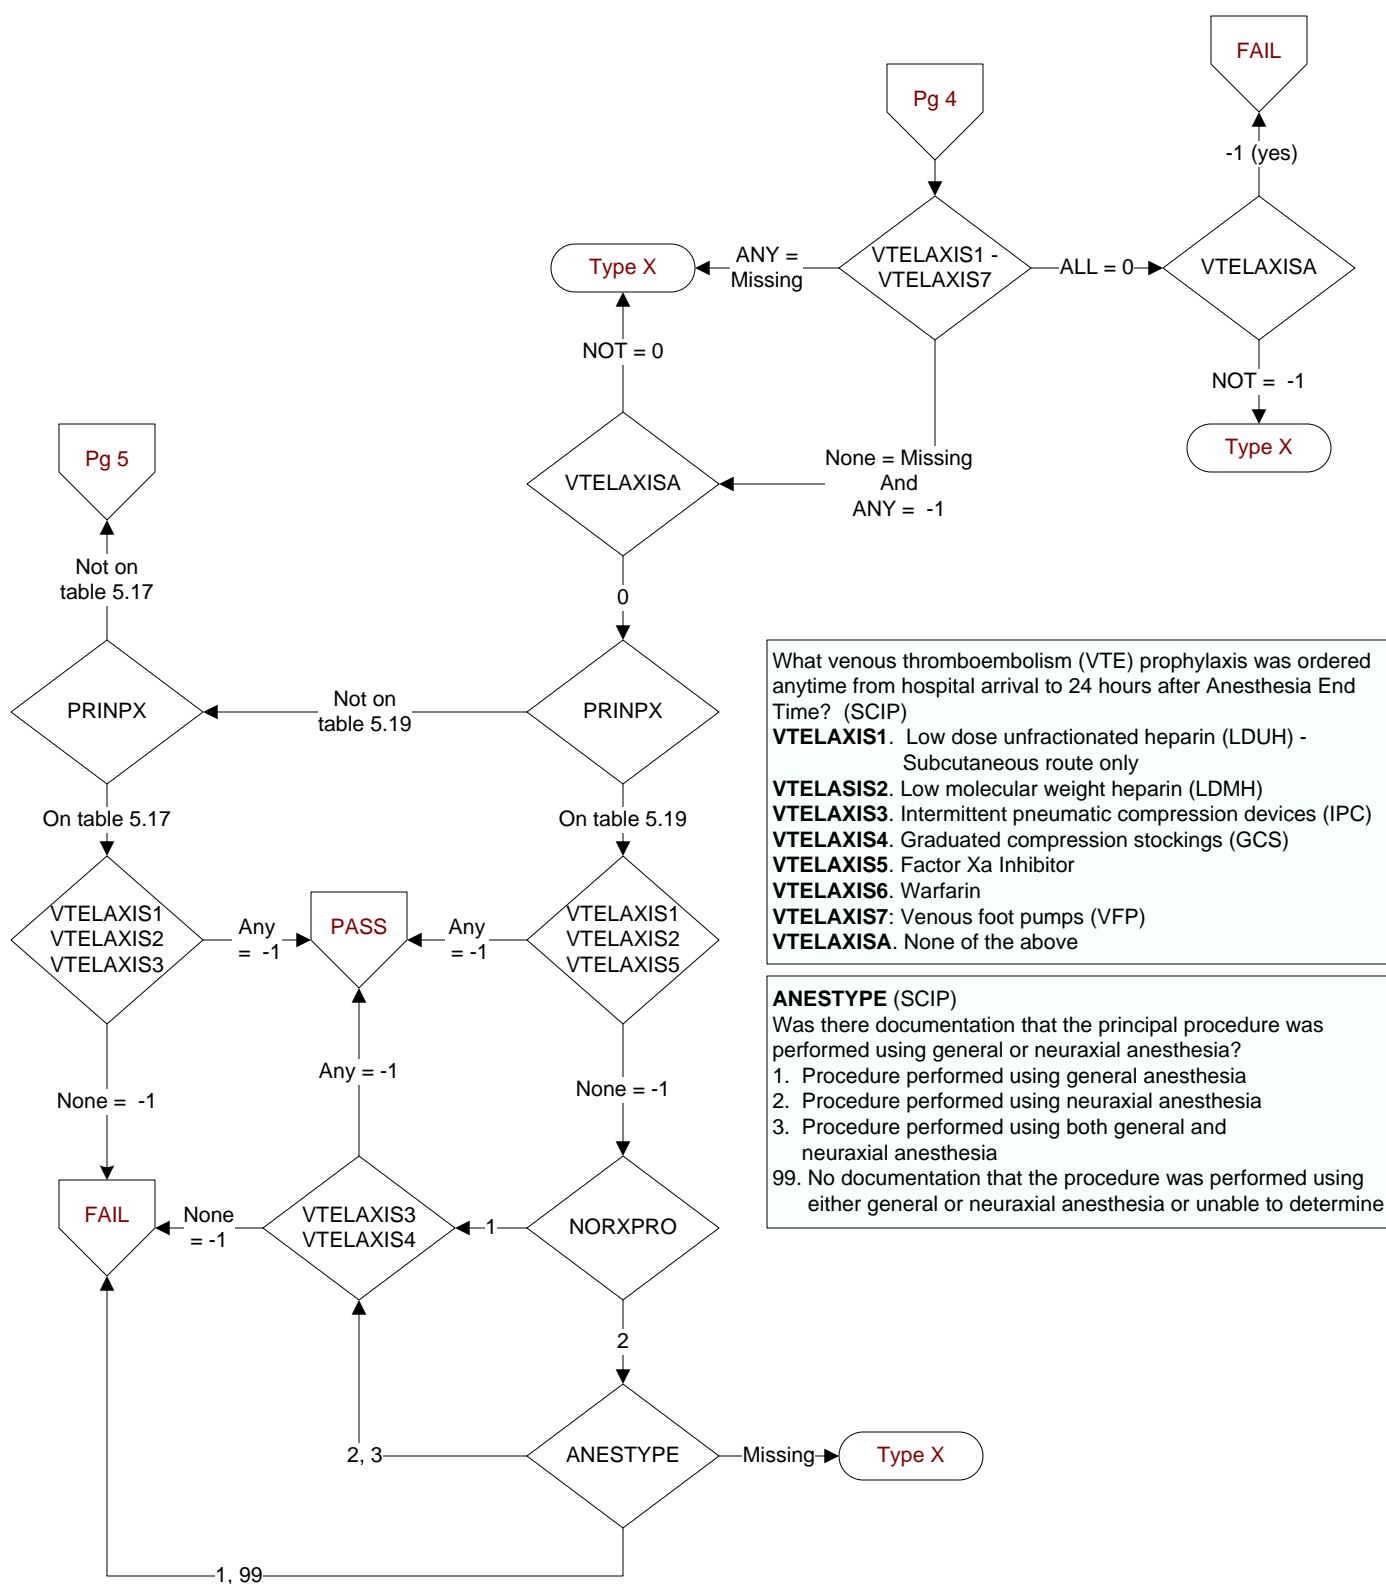 FAIL
Pg 4
-1 (yes)
VTELAXIS1 -
VTELAXIS7
ANY =
Missing
Type X
ALL = 0
VTELAXISA
NOT = 0
NOT =  -1
Type X
None = Missing
And
ANY =  -1
VTELAXISA
Pg 5
Not on
table 5.17
0
PRINPX
Not on
table 5.19
PRINPX
On table 5.17
On table 5.19
VTELAXIS1
VTELAXIS2
VTELAXIS3
Any
=  -1
PASS
Any
= -1
VTELAXIS1
VTELAXIS2
VTELAXIS5
None =  -1
Any = -1
None = -1
FAIL
None
= -1
VTELAXIS3
VTELAXIS4
1
NORXPRO
2
2, 3
ANESTYPE
Missing
Type X
1, 99
What venous thromboembolism (VTE) prophylaxis was ordered
anytime from hospital arrival to 24 hours after Anesthesia End
Time?  (SCIP)
VTELAXIS1.  Low dose unfractionated heparin (LDUH) -
Subcutaneous route only
VTELASIS2. Low molecular weight heparin (LDMH)
VTELAXIS3. Intermittent pneumatic compression devices (IPC)
VTELAXIS4. Graduated compression stockings (GCS)
VTELAXIS5. Factor Xa Inhibitor
VTELAXIS6. Warfarin
VTELAXIS7: Venous foot pumps (VFP)
VTELAXISA. None of the above
ANESTYPE (SCIP)
Was there documentation that the principal procedure was
performed using general or neuraxial anesthesia?
1.  Procedure performed using general anesthesia
2.  Procedure performed using neuraxial anesthesia
3.  Procedure performed using both general and
neuraxial anesthesia
99. No documentation that the procedure was performed using
either general or neuraxial anesthesia or unable to determine